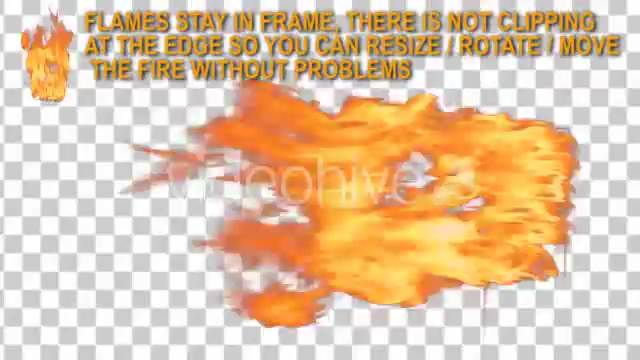 FLAMES STAY IN FRAME, THERE IS NOT CLIPPING
AT THE EDGE SO YOU CAN RESIZE / ROTATE / MOVE
THE FIRE WITHOUT PROBLEMS
videohive